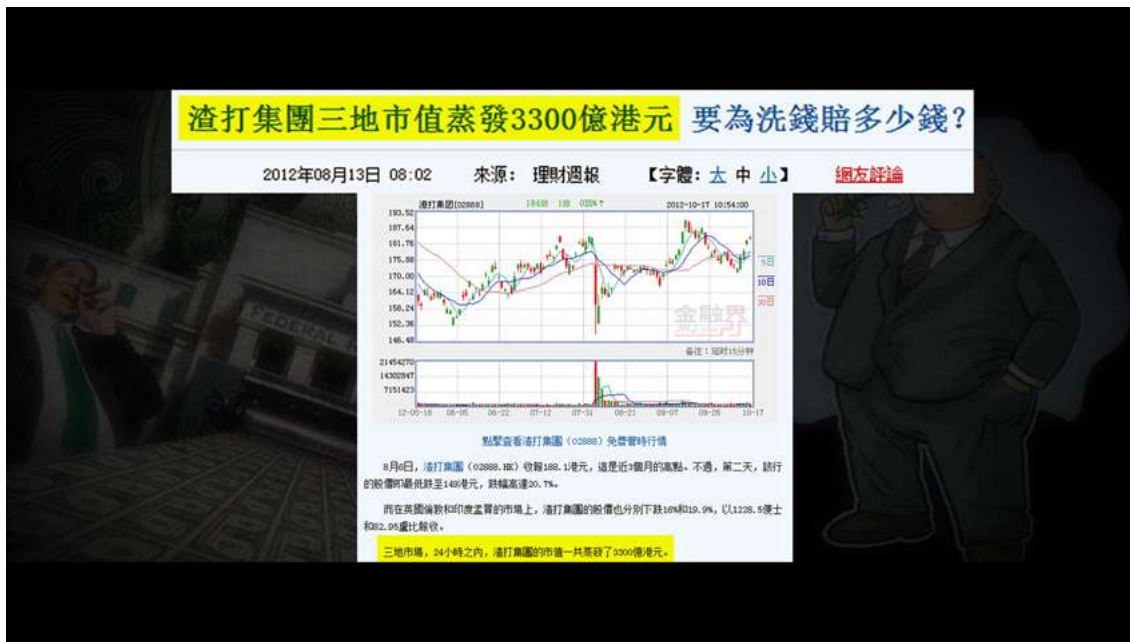 渣打集團三地市值蒸發3300億港元 要為洗錢賠多少錢?
2012年08月13日 08:02 來源: 理財週報 【字體: 大 中 小】 網友評論
渣打集团[02888] 2012-10-17 10:54:00
193.52
187.64
181.76
175.88
170.00
164.12
158.24
152.36
146.48
5日
10日
30日
金融界
备注:延时15分钟
21454270
14302847
7151423
12-05-16 06-05 06-22 07-12 07-31 08-21 09-07 09-25 10-17
點擊查看渣打集團(02888)免費實時行情
8月6日,渣打集團(02888.HK)收報188.1港元,這是近3個月的高點。不過,第二天,該行
的股價即最低跌至149港元,跌幅高達20.7%。
而在英國倫敦和印度孟買的市場上,渣打集團的股價也分別下跌16%和19.9%,以1228.5便士
和82.95盧比報收。
三地市場,24小時之內,渣打集團的市值一共蒸發了3300億港元。
FEDERAL